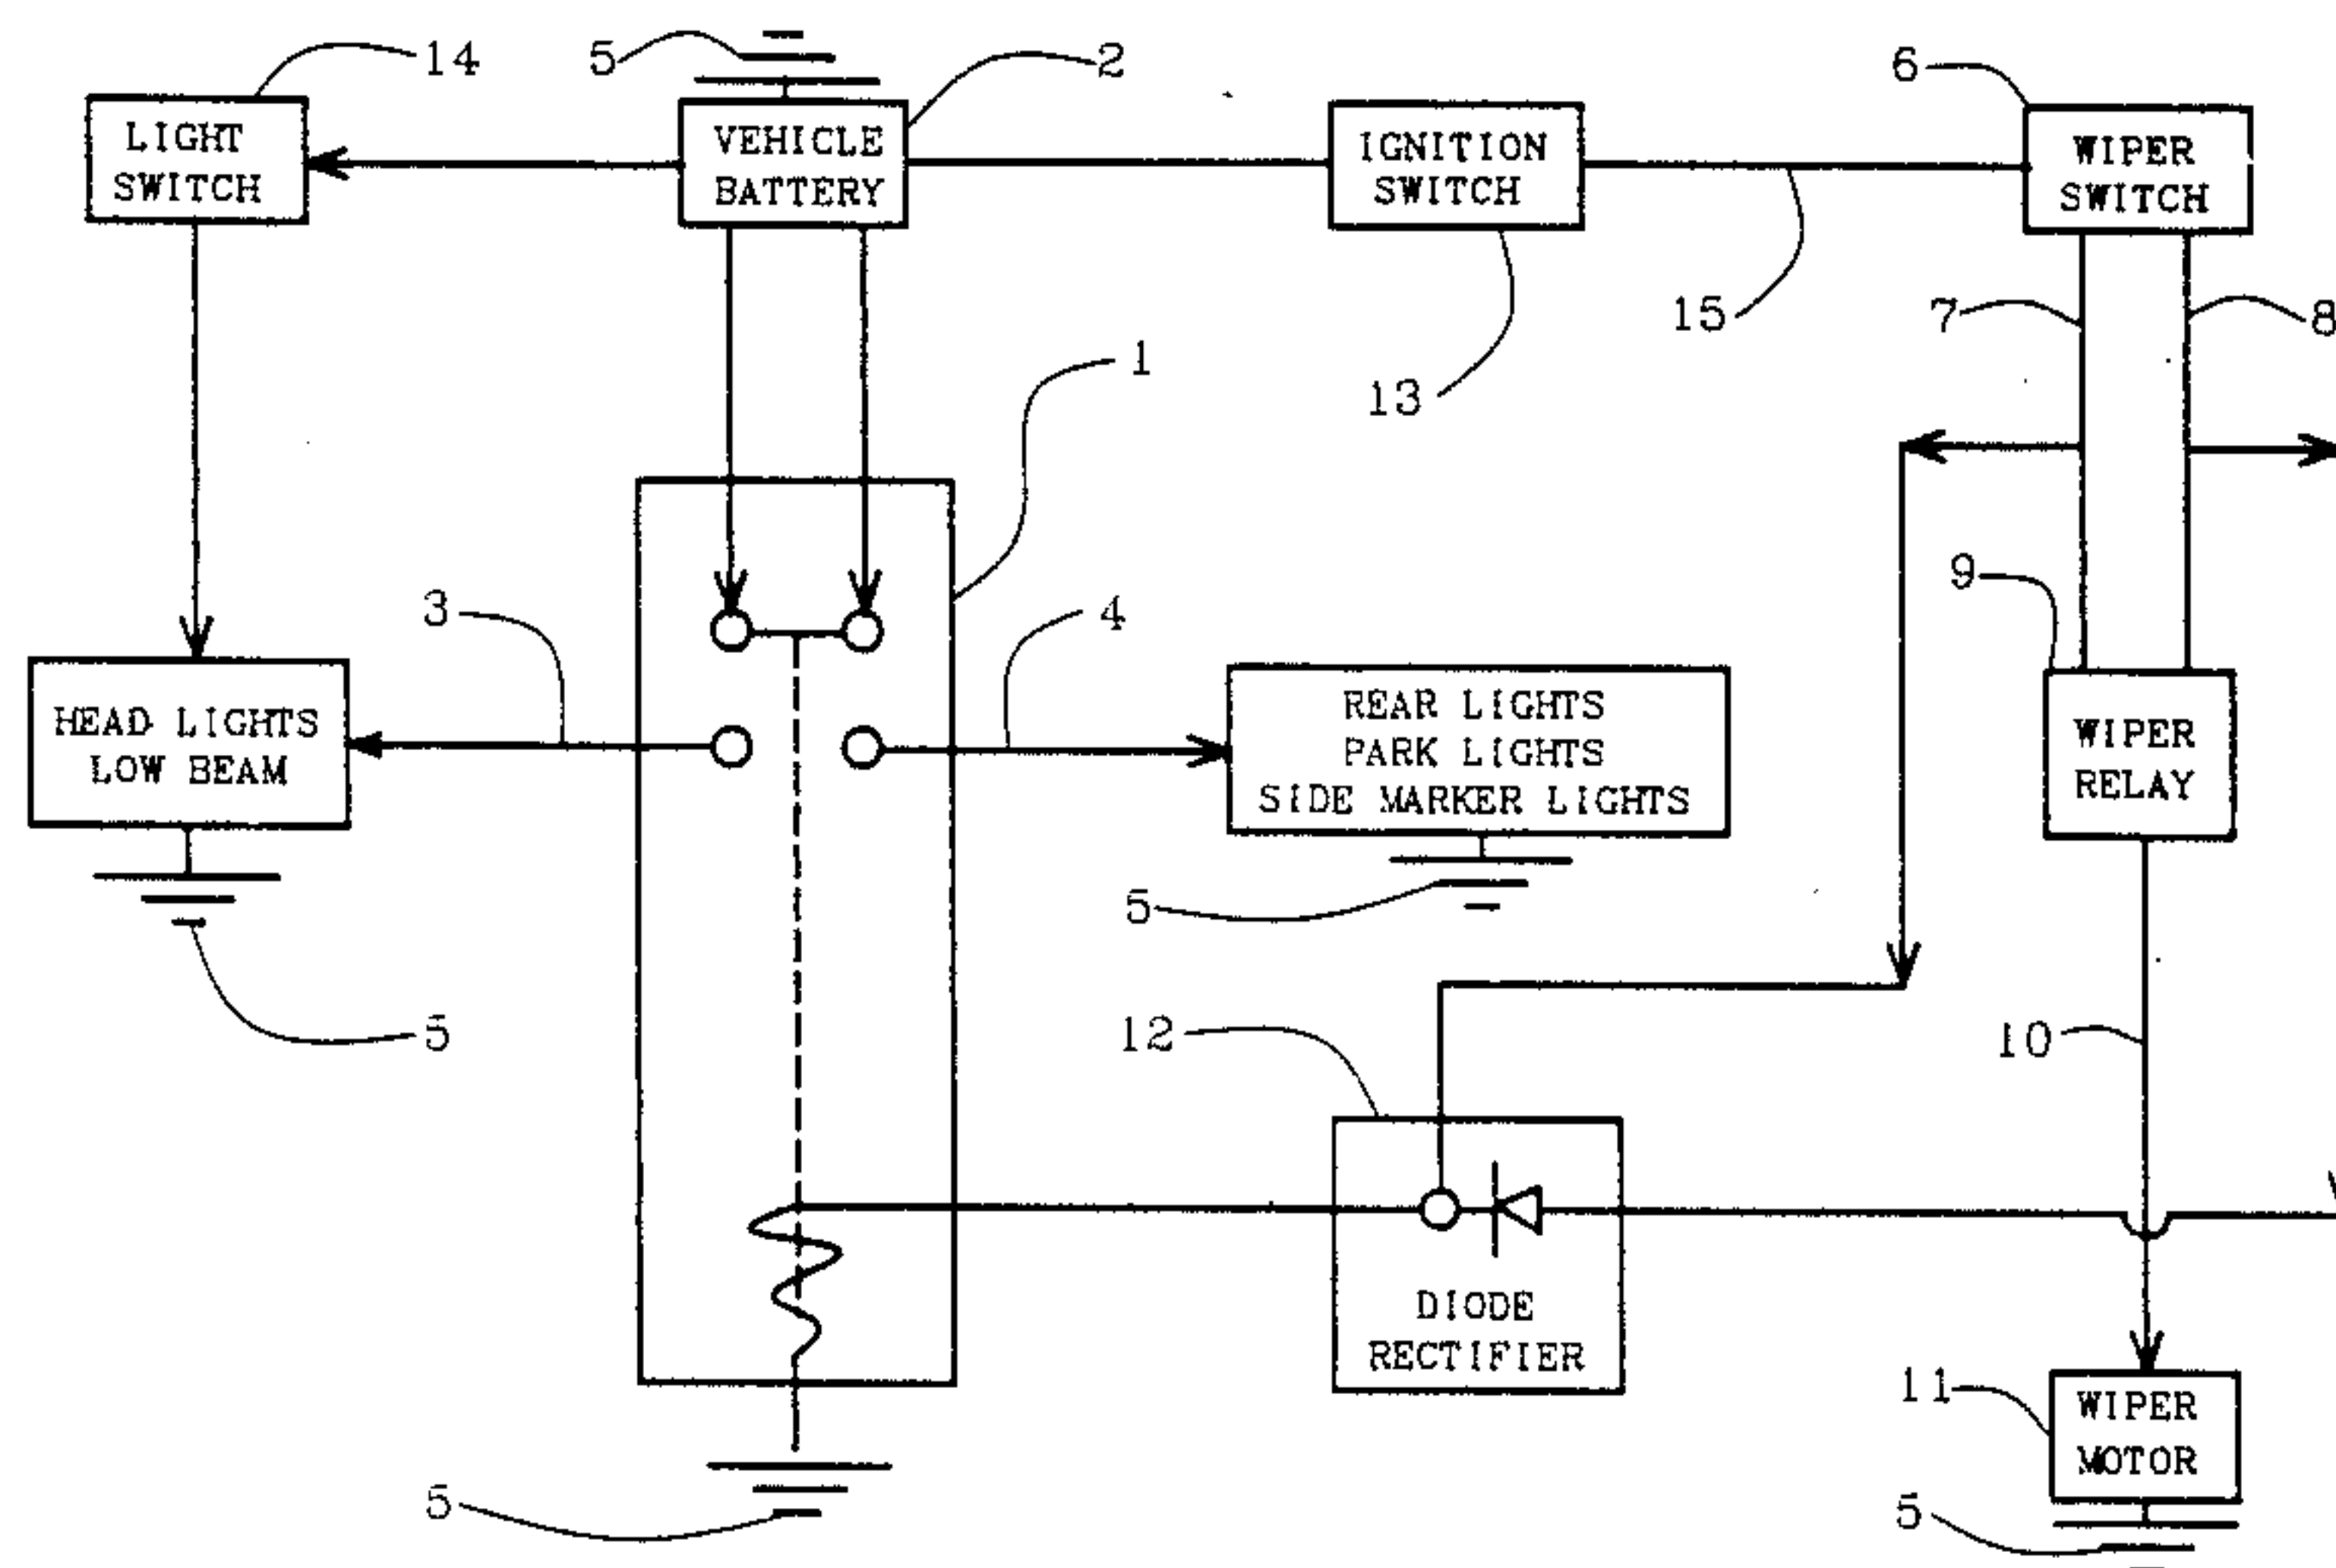 14
5
2
6
LIGHT
SWITCH
VEHICLE
BATTERY
IGNITION
SWITCH
WIPER
SWITCH
15
7
8
13
1
9
3
4
HEAD LIGHTS
LOW BEAM
REAR LIGHTS
PARK LIGHTS
SIDE MARKER LIGHTS
WIPER
RELAY
5
5
12
10
DIODE
RECTIFIER
11
WIPER
MOTOR
5
5